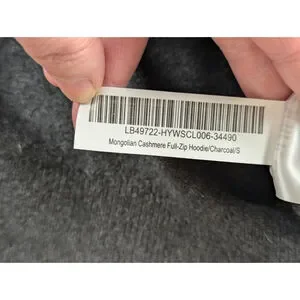 LB49722-HYWSCL006-34490
Mongolian Cashmere Full-Zip Hoodie/Charcoal/S